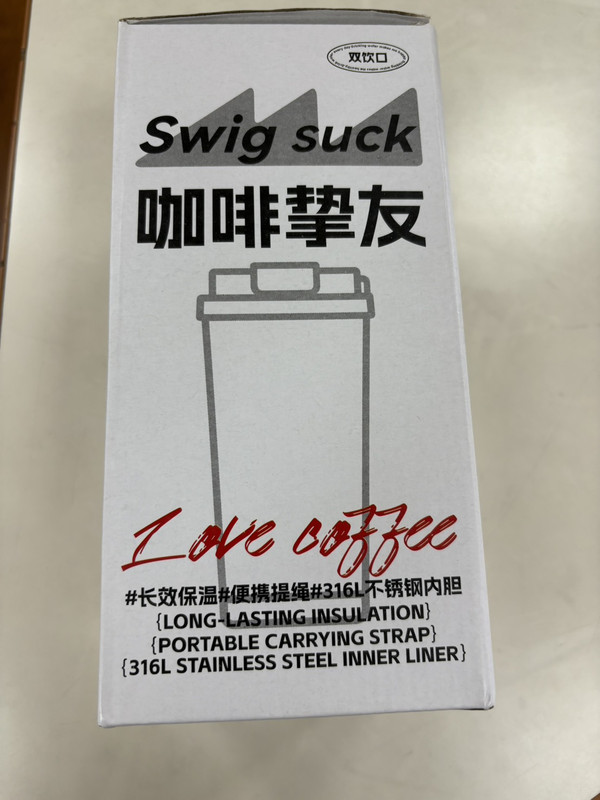 双饮口
Swig suck
咖啡挚友
Love coffee
#长效保温#便携提绳#316L不锈钢内胆
{LONG-LASTING INSULATION}
{PORTABLE CARRYING STRAP}
{316L STAINLESS STEEL INNER LINER}